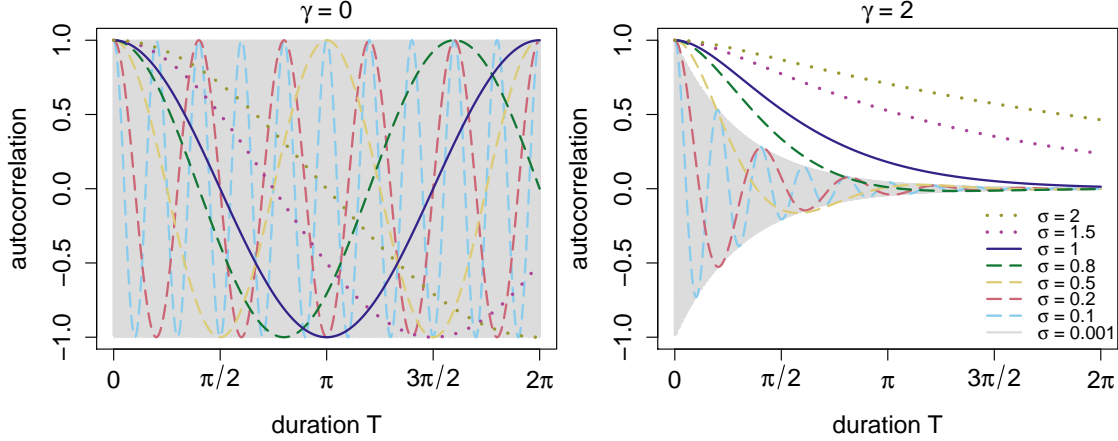 γ = 0
autocorrelation
1.0
0.5
0.0
−0.5
−1.0
0 π/2 π 3π/2 2π
duration T
γ = 2
autocorrelation
1.0
0.5
0.0
−0.5
−1.0
σ = 2
σ = 1.5
σ = 1
σ = 0.8
σ = 0.5
σ = 0.2
σ = 0.1
σ = 0.001
0 π/2 π 3π/2 2π
duration T